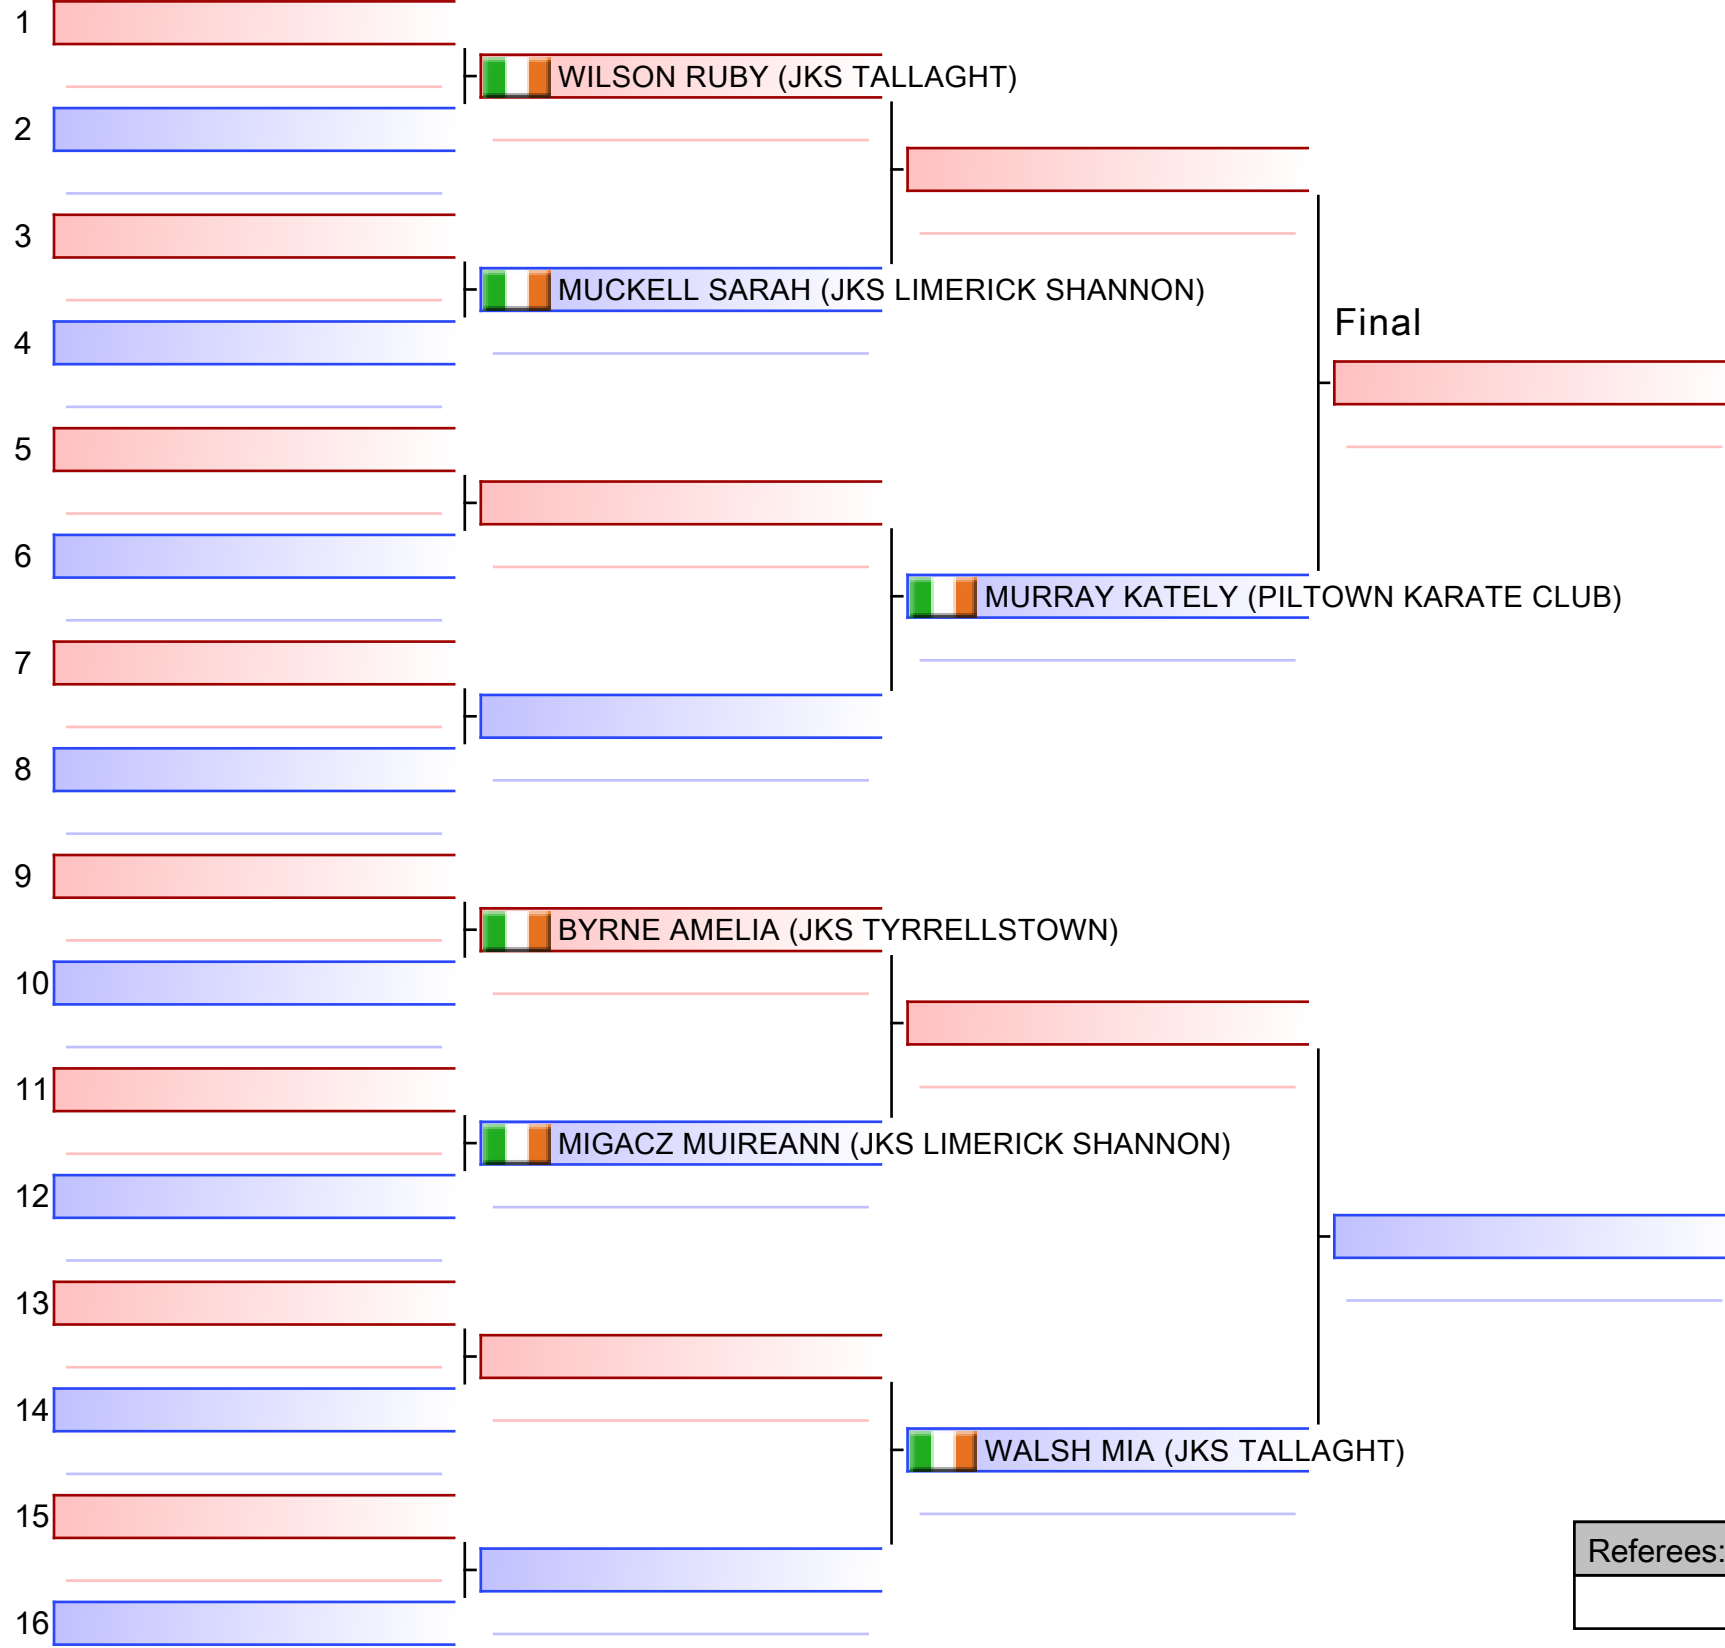 1
WILSON RUBY (JKS TALLAGHT)
2
3
MUCKELL SARAH (JKS LIMERICK SHANNON)
4
Final
5
6
MURRAY KATELY (PILTOWN KARATE CLUB)
7
8
9
BYRNE AMELIA (JKS TYRRELLSTOWN)
10
11
MIGACZ MUIREANN (JKS LIMERICK SHANNON)
12
13
14
WALSH MIA (JKS TALLAGHT)
15
Referees:
16